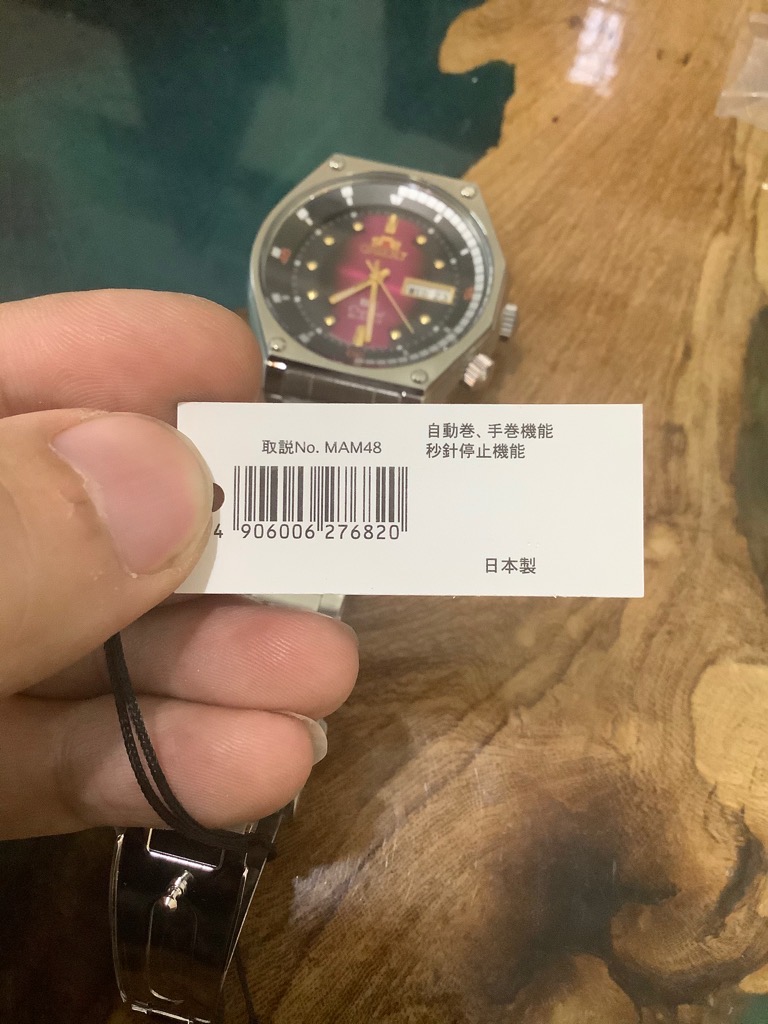 取説No. MAM48
自動巻、手巻機能
秒針停止機能
4 906006 276820
日本製